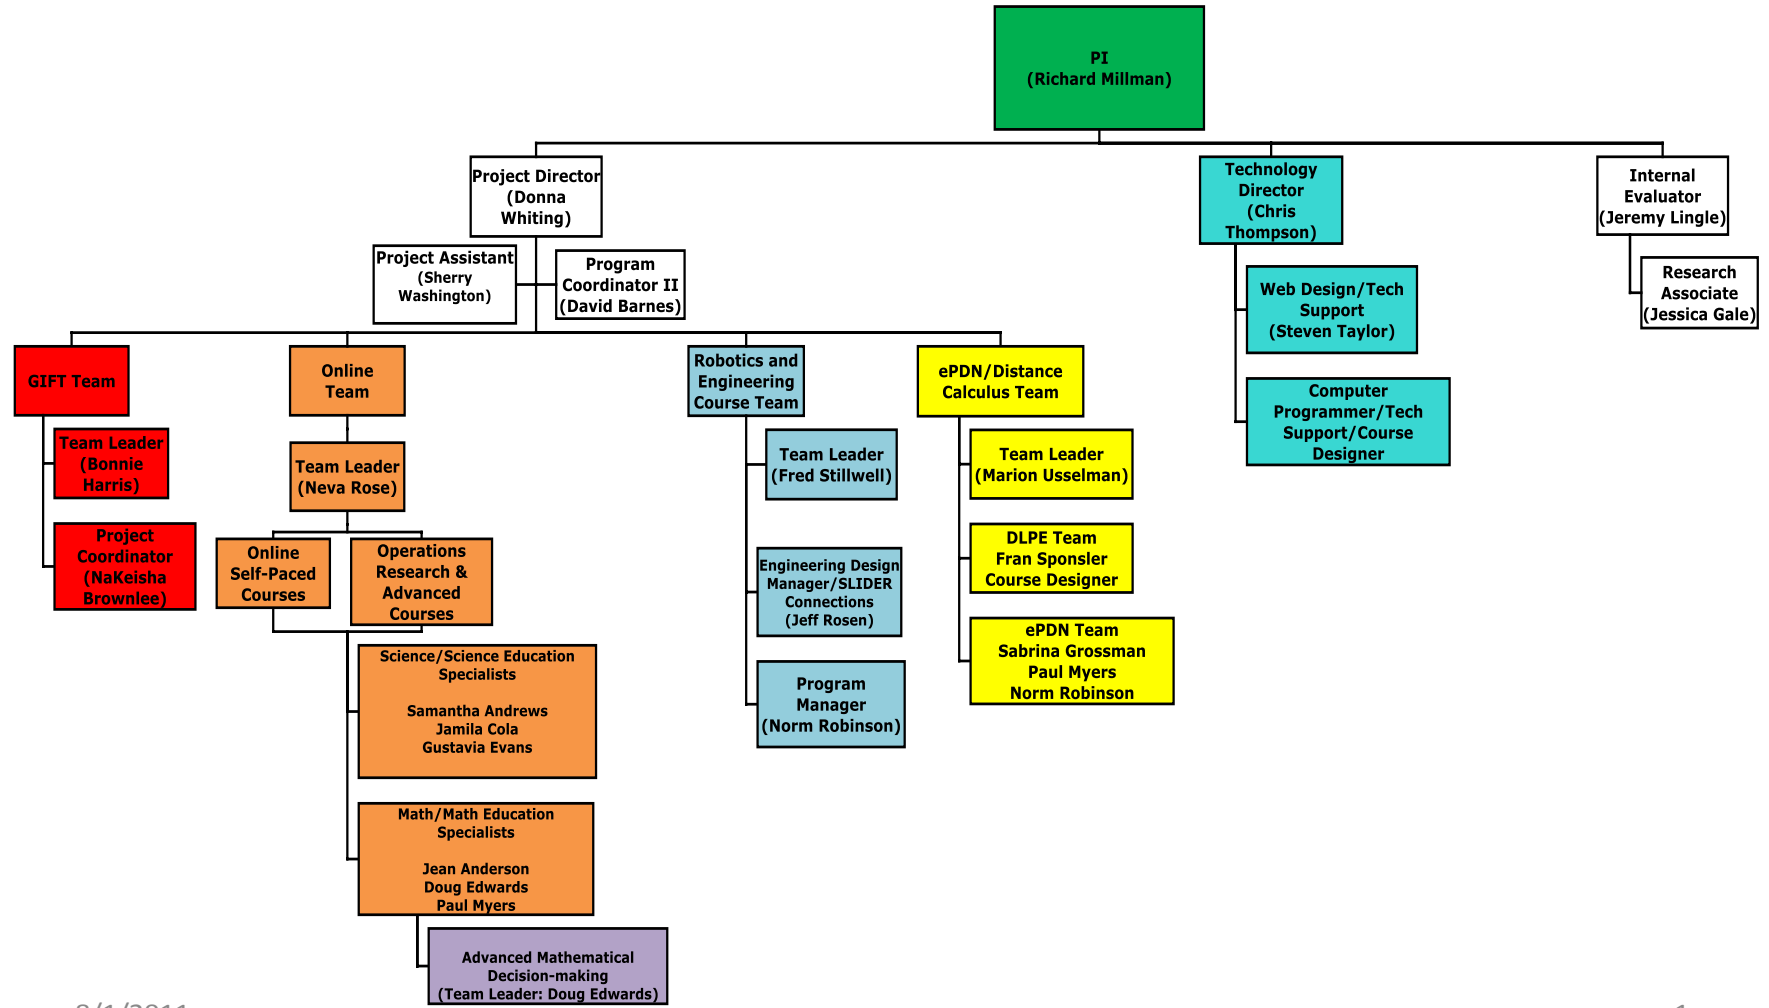 PI
(Richard Millman)
Project Director
(Donna
Whiting)
Technology
Director
(Chris
Thompson)
Internal
Evaluator
(Jeremy Lingle)
Project Assistant
(Sherry
Washington)
Program
Coordinator II
(David Barnes)
Web Design/Tech
Support
(Steven Taylor)
Research
Associate
(Jessica Gale)
GIFT Team
Online
Team
Robotics and
Engineering
Course Team
ePDN/Distance
Calculus Team
Computer
Programmer/Tech
Support/Course
Designer
Team Leader
(Bonnie
Harris)
Team Leader
(Neva Rose)
Team Leader
(Fred Stillwell)
Team Leader
(Marion Usselman)
Project
Coordinator
(NaKeisha
Brownlee)
Online
Self-Paced
Courses
Operations
Research &
Advanced
Courses
Engineering Design
Manager/SLIDER
Connections
(Jeff Rosen)
DLPE Team
Fran Sponsler
Course Designer
Science/Science Education
Specialists
Samantha Andrews
Jamila Cola
Gustavia Evans
Program
Manager
(Norm Robinson)
ePDN Team
Sabrina Grossman
Paul Myers
Norm Robinson
Math/Math Education
Specialists
Jean Anderson
Doug Edwards
Paul Myers
Advanced Mathematical
Decision-making
(Team Leader: Doug Edwards)